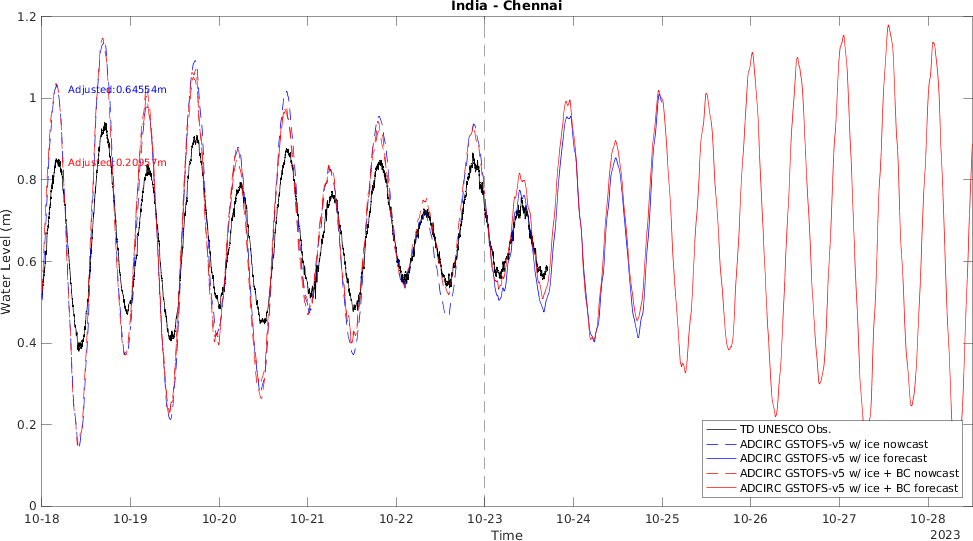 India - Chennai
1.2
1
0.8
0.6
0.4
0.2
0
Water Level (m)
Adjusted:0.64554m
Adjusted:0.20957m
TD UNESCO Obs.
ADCIRC GSTOFS-v5 w/ ice nowcast
ADCIRC GSTOFS-v5 w/ ice forecast
ADCIRC GSTOFS-v5 w/ ice + BC nowcast
ADCIRC GSTOFS-v5 w/ ice + BC forecast
10-18 10-19 10-20 10-21 10-22 10-23 10-24 10-25 10-26 10-27 10-28
2023
Time